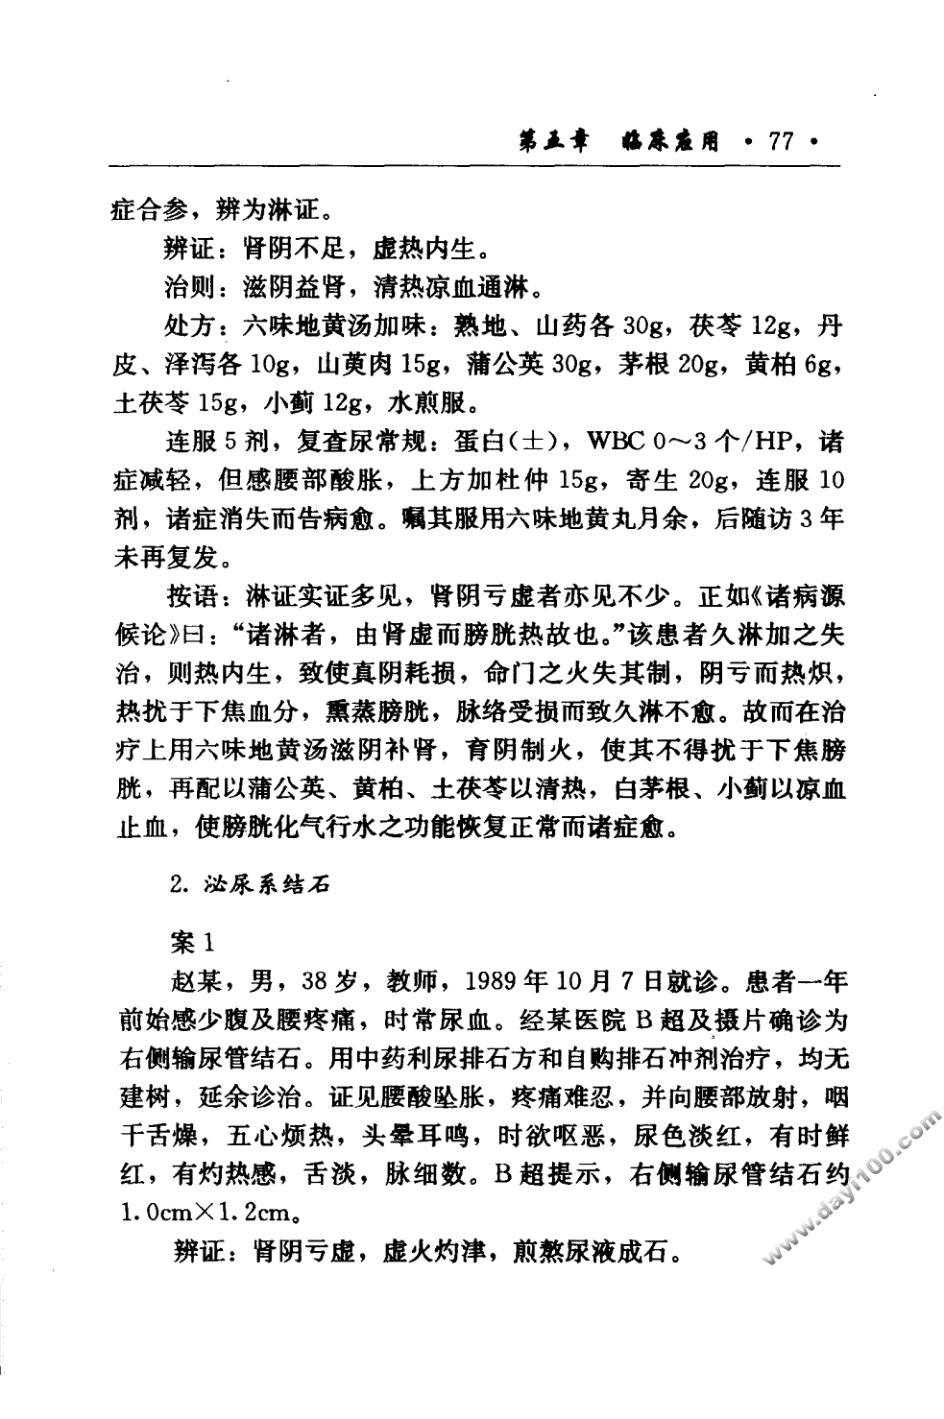 第五章 临床应用 · 77 ·
症合参，辨为淋证。
辨证：肾阴不足，虚热内生。
治则：滋阴益肾，清热凉血通淋。
处方：六味地黄汤加味：熟地、山药各 30g，茯苓 12g，丹
皮、泽泻各 10g，山萸肉 15g，蒲公英 30g，茅根 20g，黄柏 6g，
土茯苓 15g，小蓟 12g，水煎服。
连服 5 剂，复查尿常规：蛋白(士)，WBC 0～3 个/HP，诸
症减轻，但感腰部酸胀，上方加杜仲 15g，寄生 20g，连服 10
剂，诸症消失而告病愈。嘱其服用六味地黄丸月余，后随访 3 年
未再复发。
按语：淋证实证多见，肾阴亏虚者亦见不少。正如《诸病源
候论》曰：“诸淋者，由肾虚而膀胱热故也。”该患者久淋加之失
治，则热内生，致使真阴耗损，命门之火失其制，阴亏而热炽，
热扰于下焦血分，熏蒸膀胱，脉络受损而致久淋不愈。故而在治
疗上用六味地黄汤滋阴补肾，育阴制火，使其不得扰于下焦膀
胱，再配以蒲公英、黄柏、土茯苓以清热，白茅根、小蓟以凉血
止血，使膀胱化气行水之功能恢复正常而诸症愈。
2. 泌尿系结石
案 1
赵某，男，38 岁，教师，1989 年 10 月 7 日就诊。患者一年
前始感少腹及腰疼痛，时常尿血。经某医院 B 超及摄片确诊为
右侧输尿管结石。用中药利尿排石方和自购排石冲剂治疗，均无
建树，延余诊治。证见腰酸坠胀，疼痛难忍，并向腰部放射，咽
干舌燥，五心烦热，头晕耳鸣，时欲呕恶，尿色淡红，有时鲜
红，有灼热感，舌淡，脉细数。B 超提示，右侧输尿管结石约
1.0cm×1.2cm。
辨证：肾阴亏虚，虚火灼津，煎熬尿液成石。
www.dayi100.com